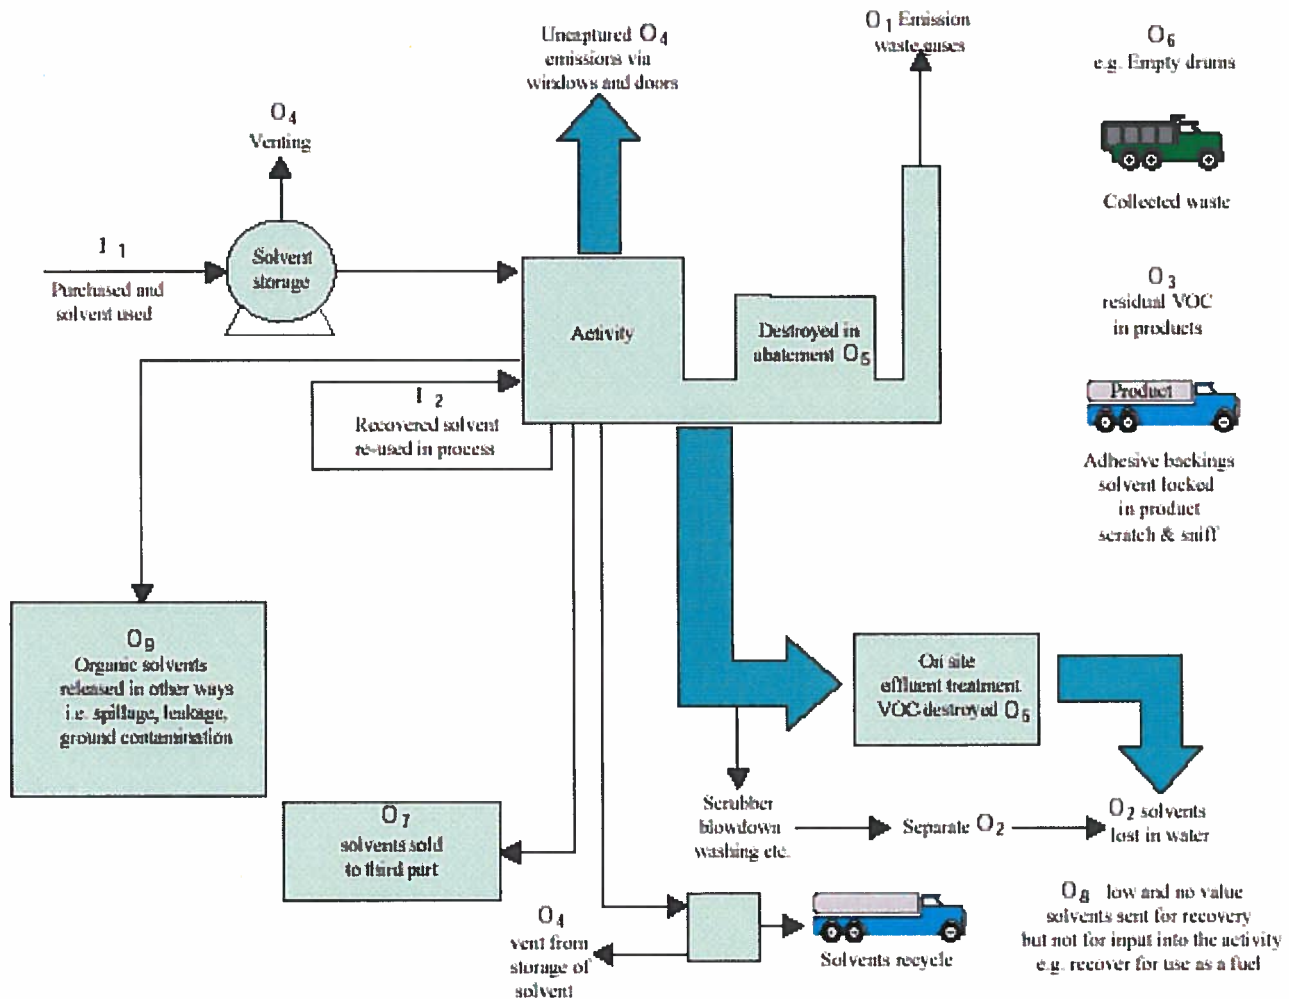 Uncaptured O4
emissions via
windows and doors
O1 Emission
waste gases
O6
e.g. Empty drums
O4
Venting
Collected waste
I 1
Purchased and
solvent used
Solvent
storage
Activity
Destroyed in
abatement O5
O3
residual VOC
in products
Product
Adhesive backings
solvent locked
in product
scratch & sniff
I 2
Recovered solvent
re-used in process
O9
Organic solvents
released in other ways
i.e. spillage, leakage,
ground contamination
On site
effluent treatment
VOC destroyed O5
O7
solvents sold
to third part
Scrubber
blowdown
washing etc.
Separate O2
O2 solvents
lost in water
O4
vent from
storage of
solvent
Solvents recycle
O8 low and no value
solvents sent for recovery
but not for input into the activity
e.g. recover for use as a fuel